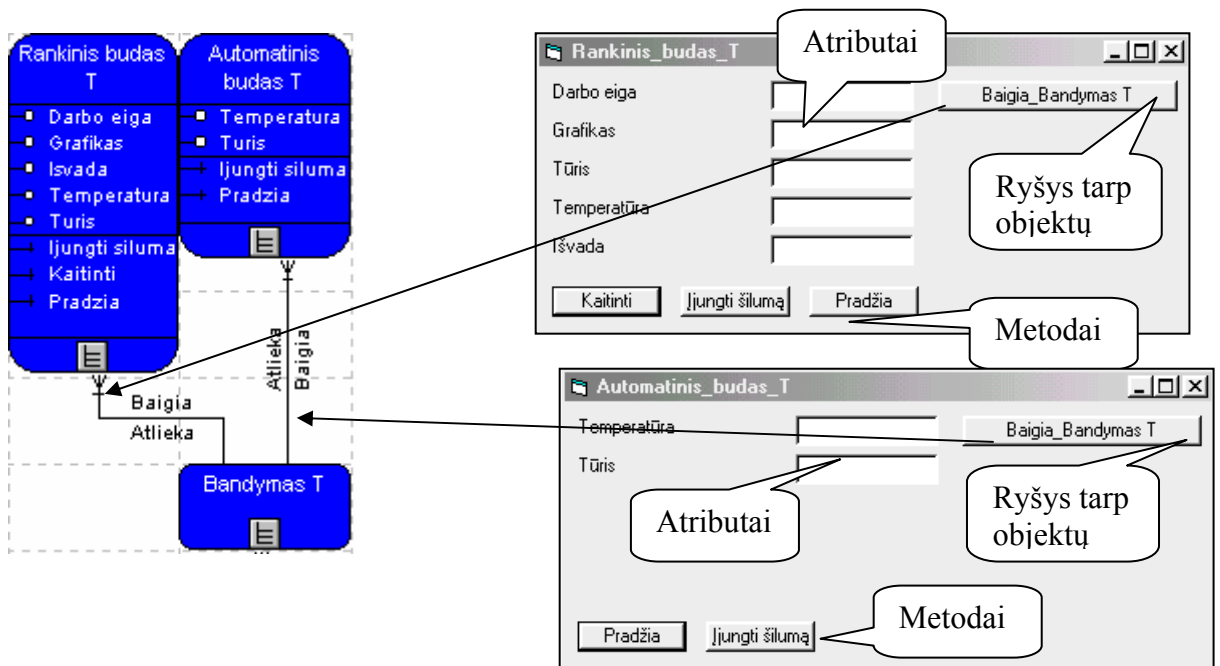 Rankinis budas
T
Darbo eiga
Grafikas
Isvada
Temperatura
Turis
Ijungti siluma
Kaitinti
Pradzia
Automatinis
budas T
Temperatura
Turis
Ijungti siluma
Pradzia
Atlieka
Baigia
Baigia
Atlieka
Bandymas T
Rankinis_budas_T
Atributai
Darbo eiga
Baigia_Bandymas T
Grafikas
Tūris
Ryšys tarp
objektų
Temperatūra
Išvada
Kaitinti
Įjungti šilumą
Pradžia
Metodai
Automatinis_budas_T
Temperatūra
Baigia_Bandymas T
Tūris
Atributai
Ryšys tarp
objektų
Metodai
Pradžia
Įjungti šilumą